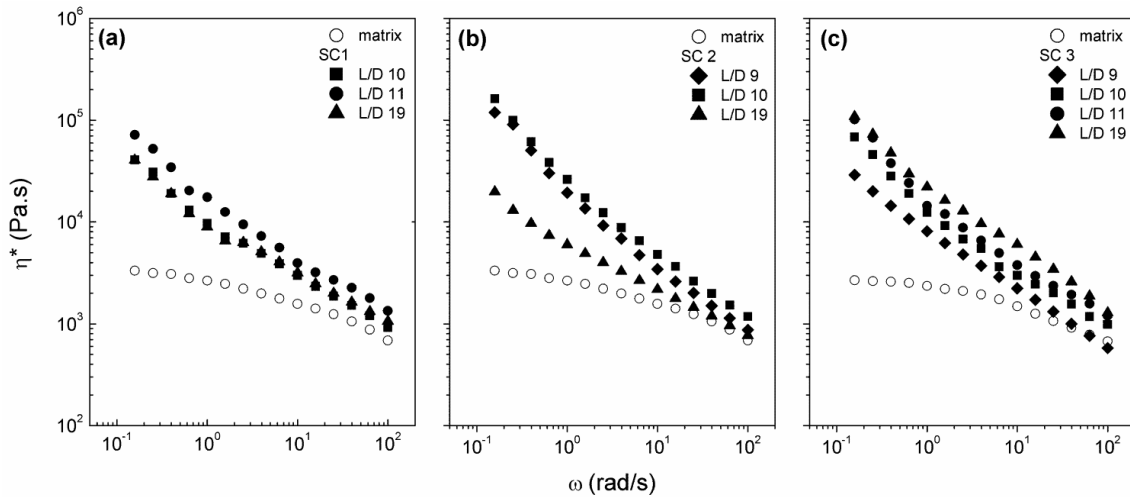 (a)
matrix
SC1
L/D 10
L/D 11
L/D 19
(b)
matrix
SC 2
L/D 9
L/D 10
L/D 19
(c)
matrix
SC 3
L/D 9
L/D 10
L/D 11
L/D 19
η* (Pa.s)
10⁶
10⁵
10⁴
10³
10²
10⁻¹ 10⁰ 10¹ 10²
10⁻¹ 10⁰ 10¹ 10²
10⁻¹ 10⁰ 10¹ 10²
ω (rad/s)